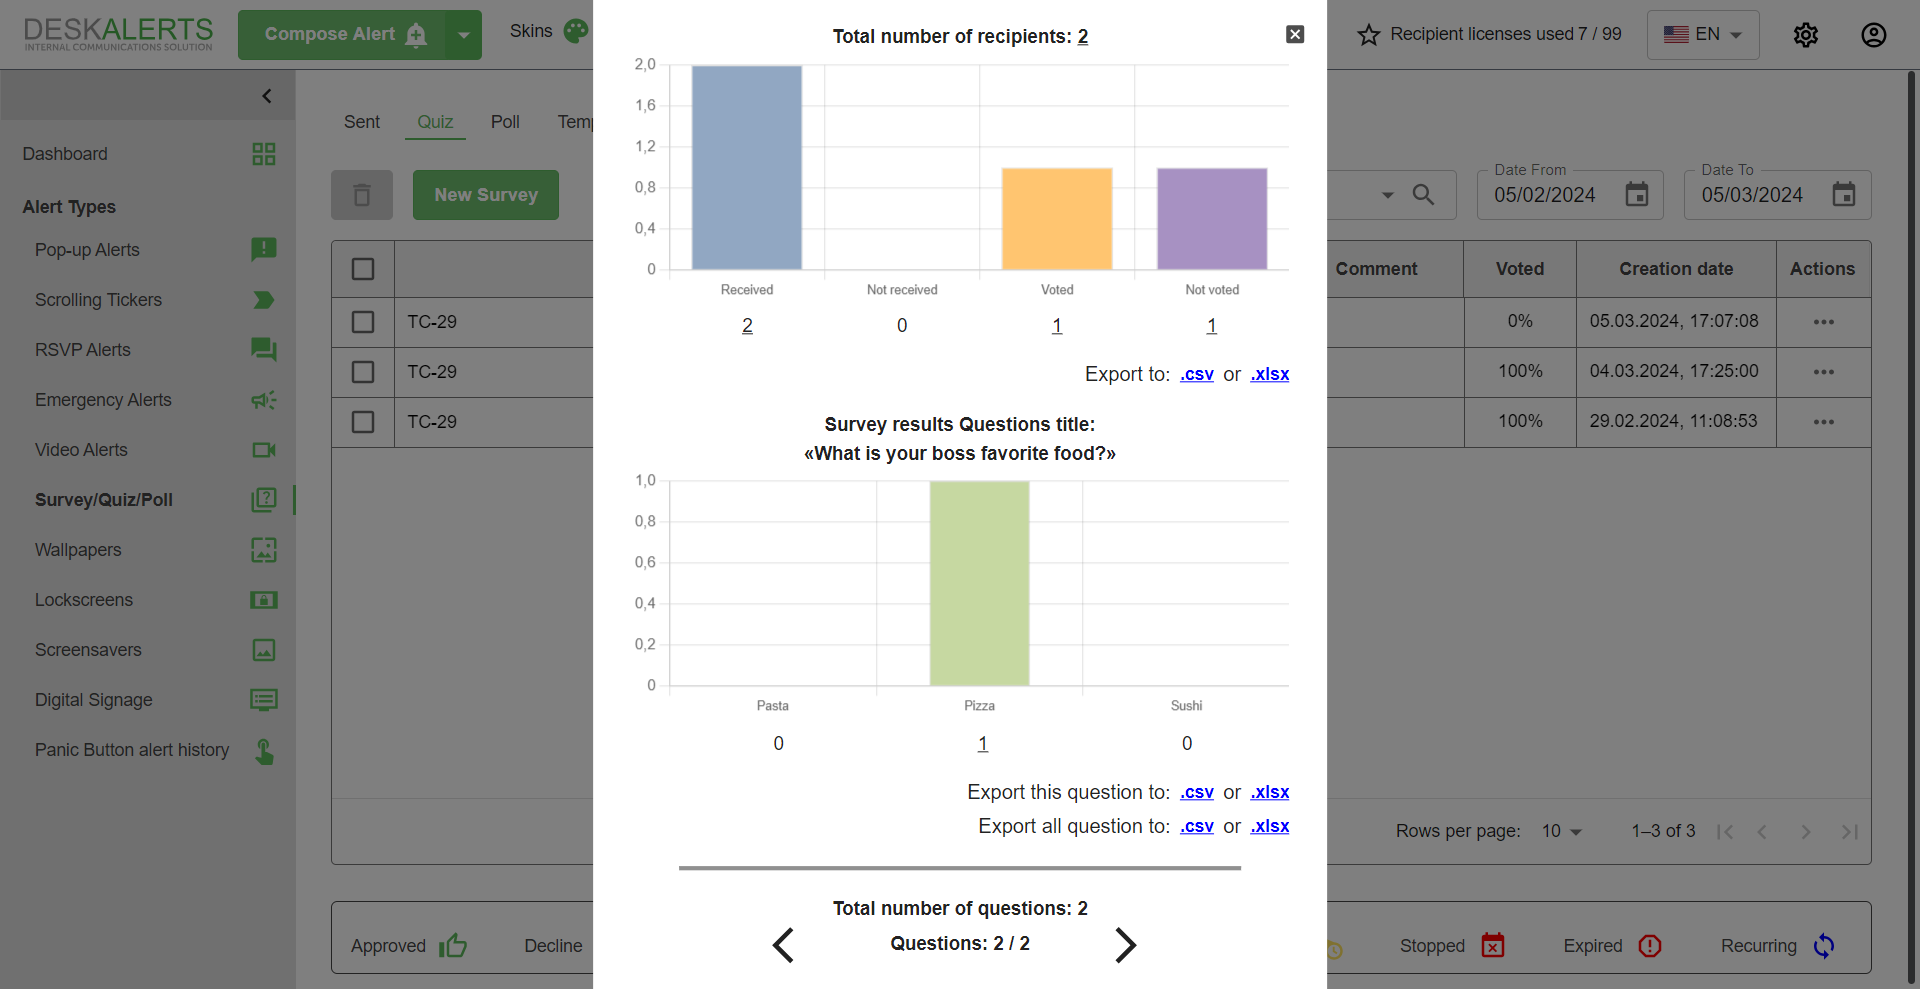 DESKALERTS
INTERNAL COMMUNICATIONS SOLUTION
Compose Alert
Skins
Recipient licenses used 7 / 99
EN
Dashboard
Alert Types
Pop-up Alerts
Scrolling Tickers
RSVP Alerts
Emergency Alerts
Video Alerts
Survey/Quiz/Poll
Wallpapers
Lockscreens
Screensavers
Digital Signage
Panic Button alert history
Sent Quiz Poll Temp
New Survey
Date From
05/02/2024
Date To
05/03/2024
Comment Voted Creation date Actions
TC-29 0% 05.03.2024, 17:07:08
TC-29 100% 04.03.2024, 17:25:00
TC-29 100% 29.02.2024, 11:08:53
Rows per page: 10 1–3 of 3
Approved Decline Stopped Expired Recurring
Total number of recipients: 2
2,0
1,6
1,2
0,8
0,4
0
Received Not received Voted Not voted
2 0 1 1
Export to: .csv or .xlsx
Survey results Questions title:
«What is your boss favorite food?»
1,0
0,8
0,6
0,4
0,2
0
Pasta Pizza Sushi
0 1 0
Export this question to: .csv or .xlsx
Export all question to: .csv or .xlsx
Total number of questions: 2
Questions: 2 / 2